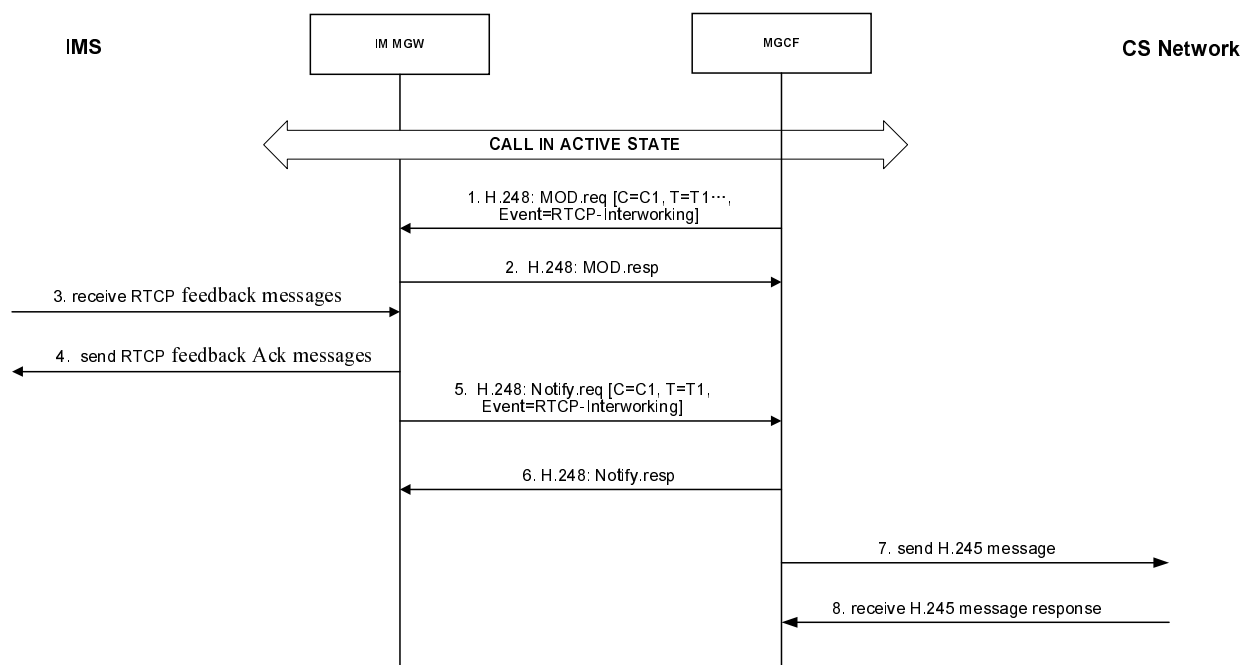 IMS
IM MGW
MGCF
CS Network
CALL IN ACTIVE STATE
1. H.248: MOD.req [C=C1, T=T1···,
Event=RTCP-Interworking]
2. H.248: MOD.resp
3. receive RTCP feedback messages
4. send RTCP feedback Ack messages
5. H.248: Notify.req [C=C1, T=T1,
Event=RTCP-Interworking]
6. H.248: Notify.resp
7. send H.245 message
8. receive H.245 message response